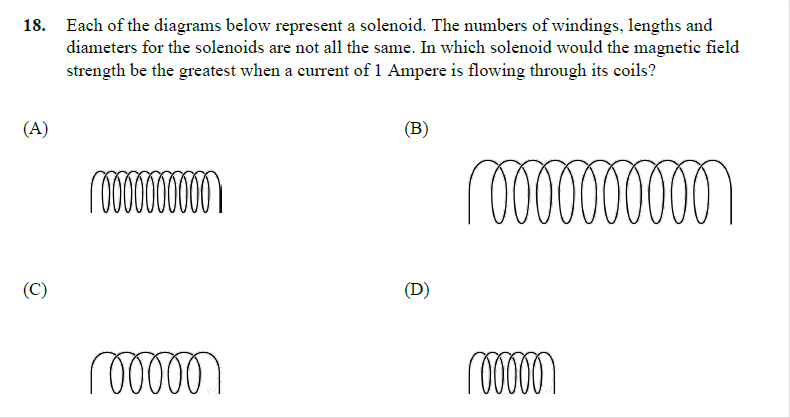 18. Each of the diagrams below represent a solenoid. The numbers of windings, lengths and
diameters for the solenoids are not all the same. In which solenoid would the magnetic field
strength be the greatest when a current of 1 Ampere is flowing through its coils?
(A)
(B)
(C)
(D)